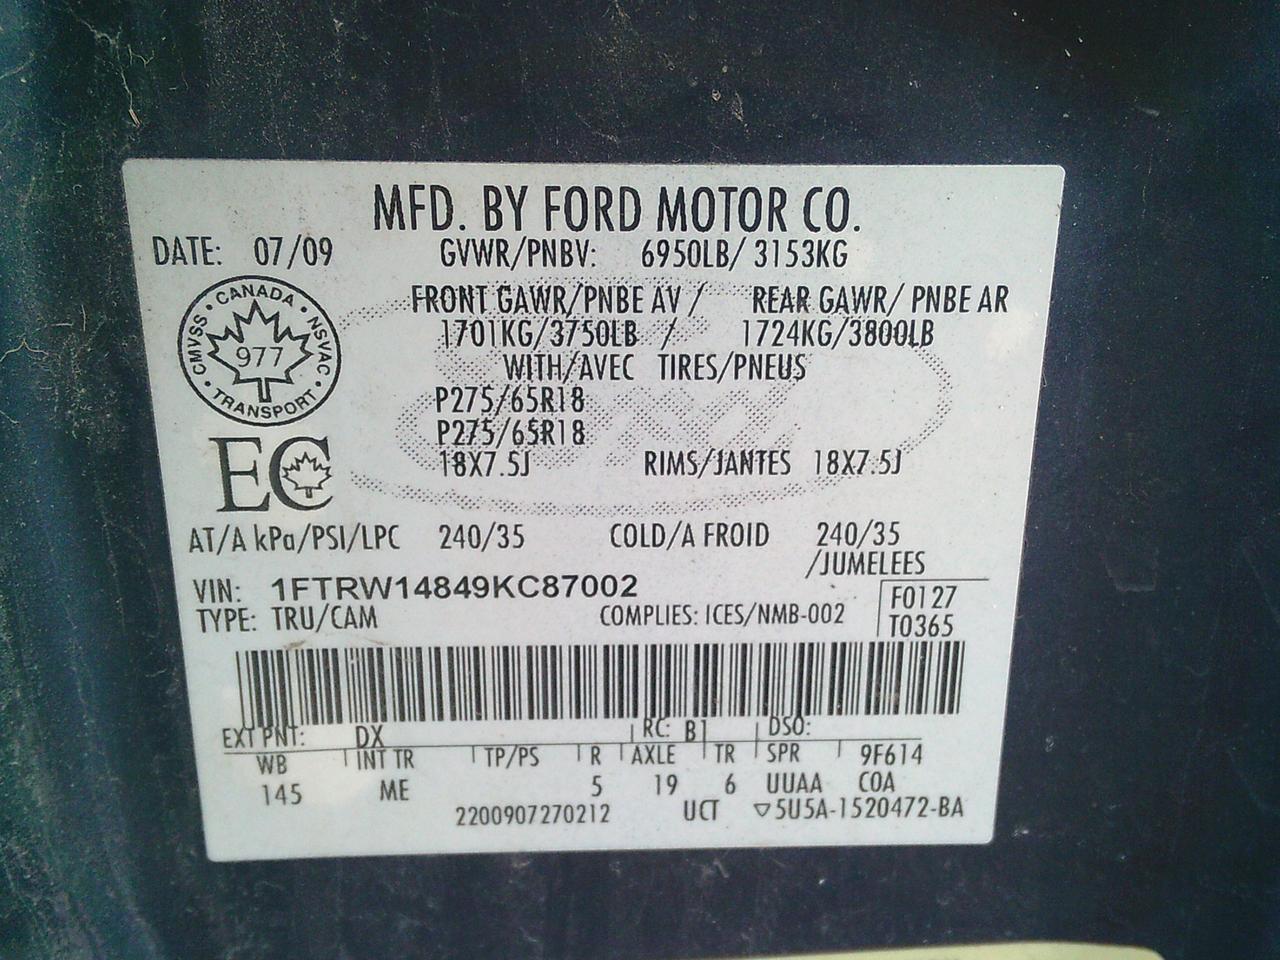 MFD. BY FORD MOTOR CO.
DATE: 07/09 GVWR/PNBV: 6950LB/ 3153KG
FRONT GAWR/PNBE AV / REAR GAWR/ PNBE AR
1701KG/3750LB / 1724KG/3800LB
WITH/AVEC TIRES/PNEUS
P275/65R18
P275/65R18
18X7.5J RIMS/JANTES 18X7.5J
CANADA
CMVSS • NSVAC
977
TRANSPORT
EC
AT/A kPa/PSI/LPC 240/35 COLD/A FROID 240/35
/JUMELEES
VIN: 1FTRW14849KC87002
F0127
TYPE: TRU/CAM COMPLIES: ICES/NMB-002 T0365
EXT PNT: DX RC: B1 DSO:
WB INT TR TP/PS R AXLE TR SPR 9F614
145 ME 5 19 6 UUAA COA
2200907270212 UCT ▽5U5A-1520472-BA